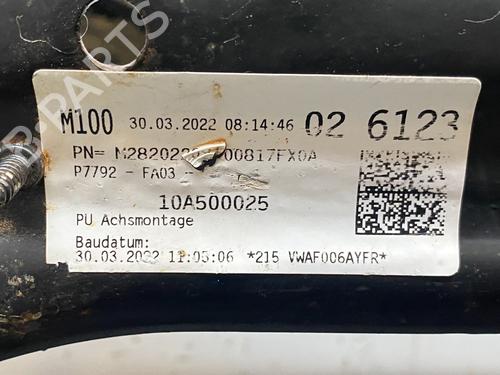 M100 30.03.2022 08:14:46 02 6123
PN=
P7792 - FA03 -
10A500025
PU Achsmontage
Baudatum:
30.03.2022 11:05:06 *215 VWAF006AYFR*
B-PARTS